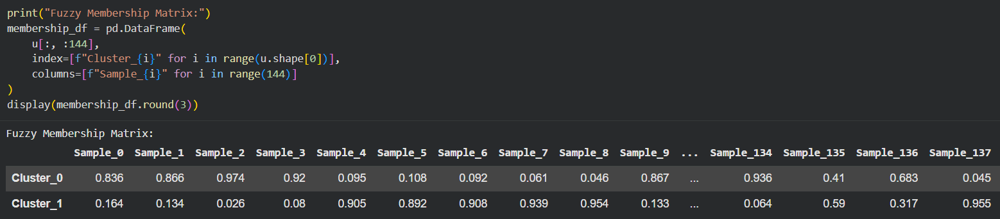 print("Fuzzy Membership Matrix:")
membership_df = pd.DataFrame(
    u[:, :144],
    index=[f"Cluster_{i}" for i in range(u.shape[0])],
    columns=[f"Sample_{i}" for i in range(144)]
)
display(membership_df.round(3))
Fuzzy Membership Matrix:
Sample_0 Sample_1 Sample_2 Sample_3 Sample_4 Sample_5 Sample_6 Sample_7 Sample_8 Sample_9 ... Sample_134 Sample_135 Sample_136 Sample_137
Cluster_0 0.836 0.866 0.974 0.92 0.095 0.108 0.092 0.061 0.046 0.867 ... 0.936 0.41 0.683 0.045
Cluster_1 0.164 0.134 0.026 0.08 0.905 0.892 0.908 0.939 0.954 0.133 ... 0.064 0.59 0.317 0.955